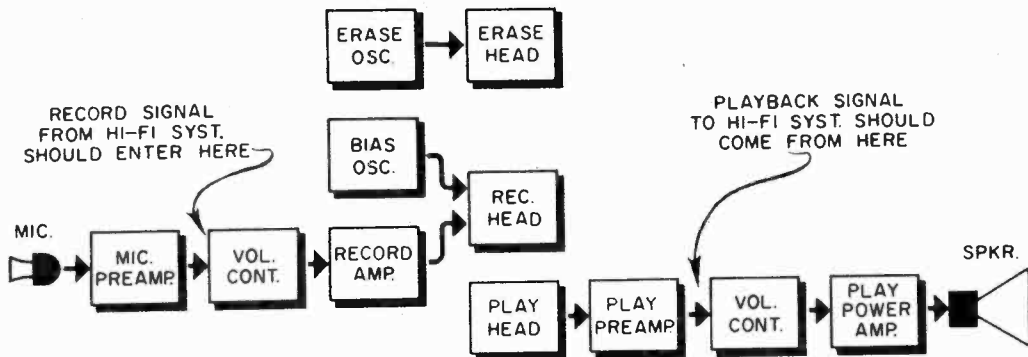 ERASE
OSC.
ERASE
HEAD
RECORD SIGNAL
FROM HI-FI SYST.
SHOULD ENTER HERE
PLAYBACK SIGNAL
TO HI-FI SYST. SHOULD
COME FROM HERE
BIAS
OSC.
REC.
HEAD
MIC.
MIC.
PREAMP.
VOL.
CONT.
RECORD
AMP.
SPKR.
PLAY
HEAD
PLAY
PREAMP.
VOL.
CONT.
PLAY
POWER
AMP.